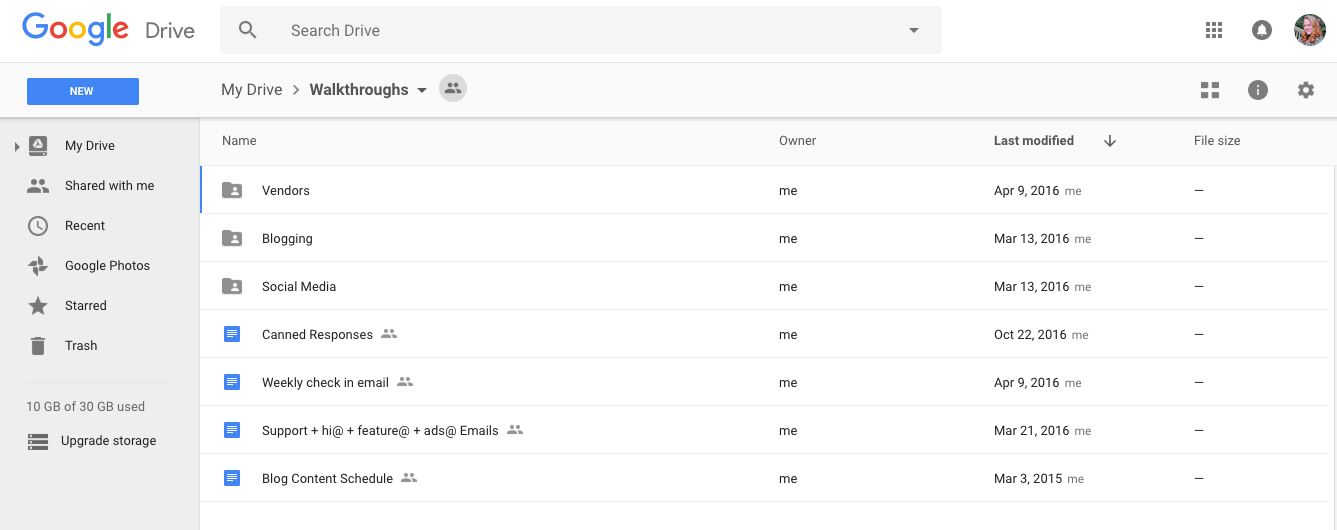 Google Drive
Search Drive
NEW
My Drive > Walkthroughs
Name Owner Last modified File size
My Drive
Shared with me
Recent
Google Photos
Starred
Trash
10 GB of 30 GB used
Upgrade storage
Vendors me Apr 9, 2016 me —
Blogging me Mar 13, 2016 me —
Social Media me Mar 13, 2016 me —
Canned Responses me Oct 22, 2016 me —
Weekly check in email me Apr 9, 2016 me —
Support + hi@ + feature@ + ads@ Emails me Mar 21, 2016 me —
Blog Content Schedule me Mar 3, 2015 me —